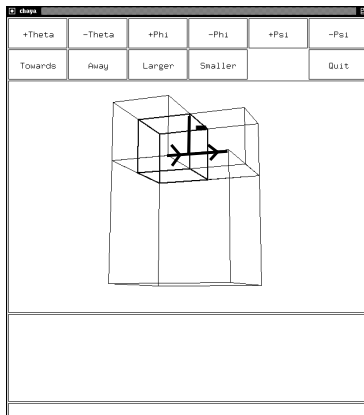 chaya
+Theta -Theta +Phi -Phi +Psi -Psi
Towards Away Larger Smaller Quit